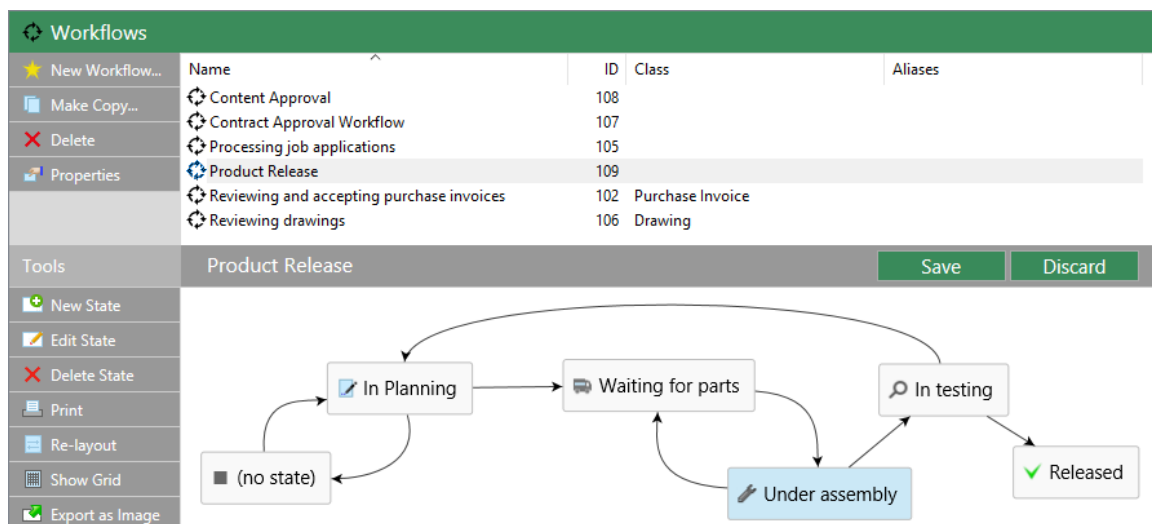 Workflows
New Workflow...
Make Copy...
Delete
Properties
Name ID Class Aliases
Content Approval 108
Contract Approval Workflow 107
Processing job applications 105
Product Release 109
Reviewing and accepting purchase invoices 102 Purchase Invoice
Reviewing drawings 106 Drawing
Tools
Product Release Save Discard
New State
Edit State
Delete State
Print
Re-layout
Show Grid
Export as Image
In Planning
Waiting for parts
In testing
(no state)
Under assembly
Released